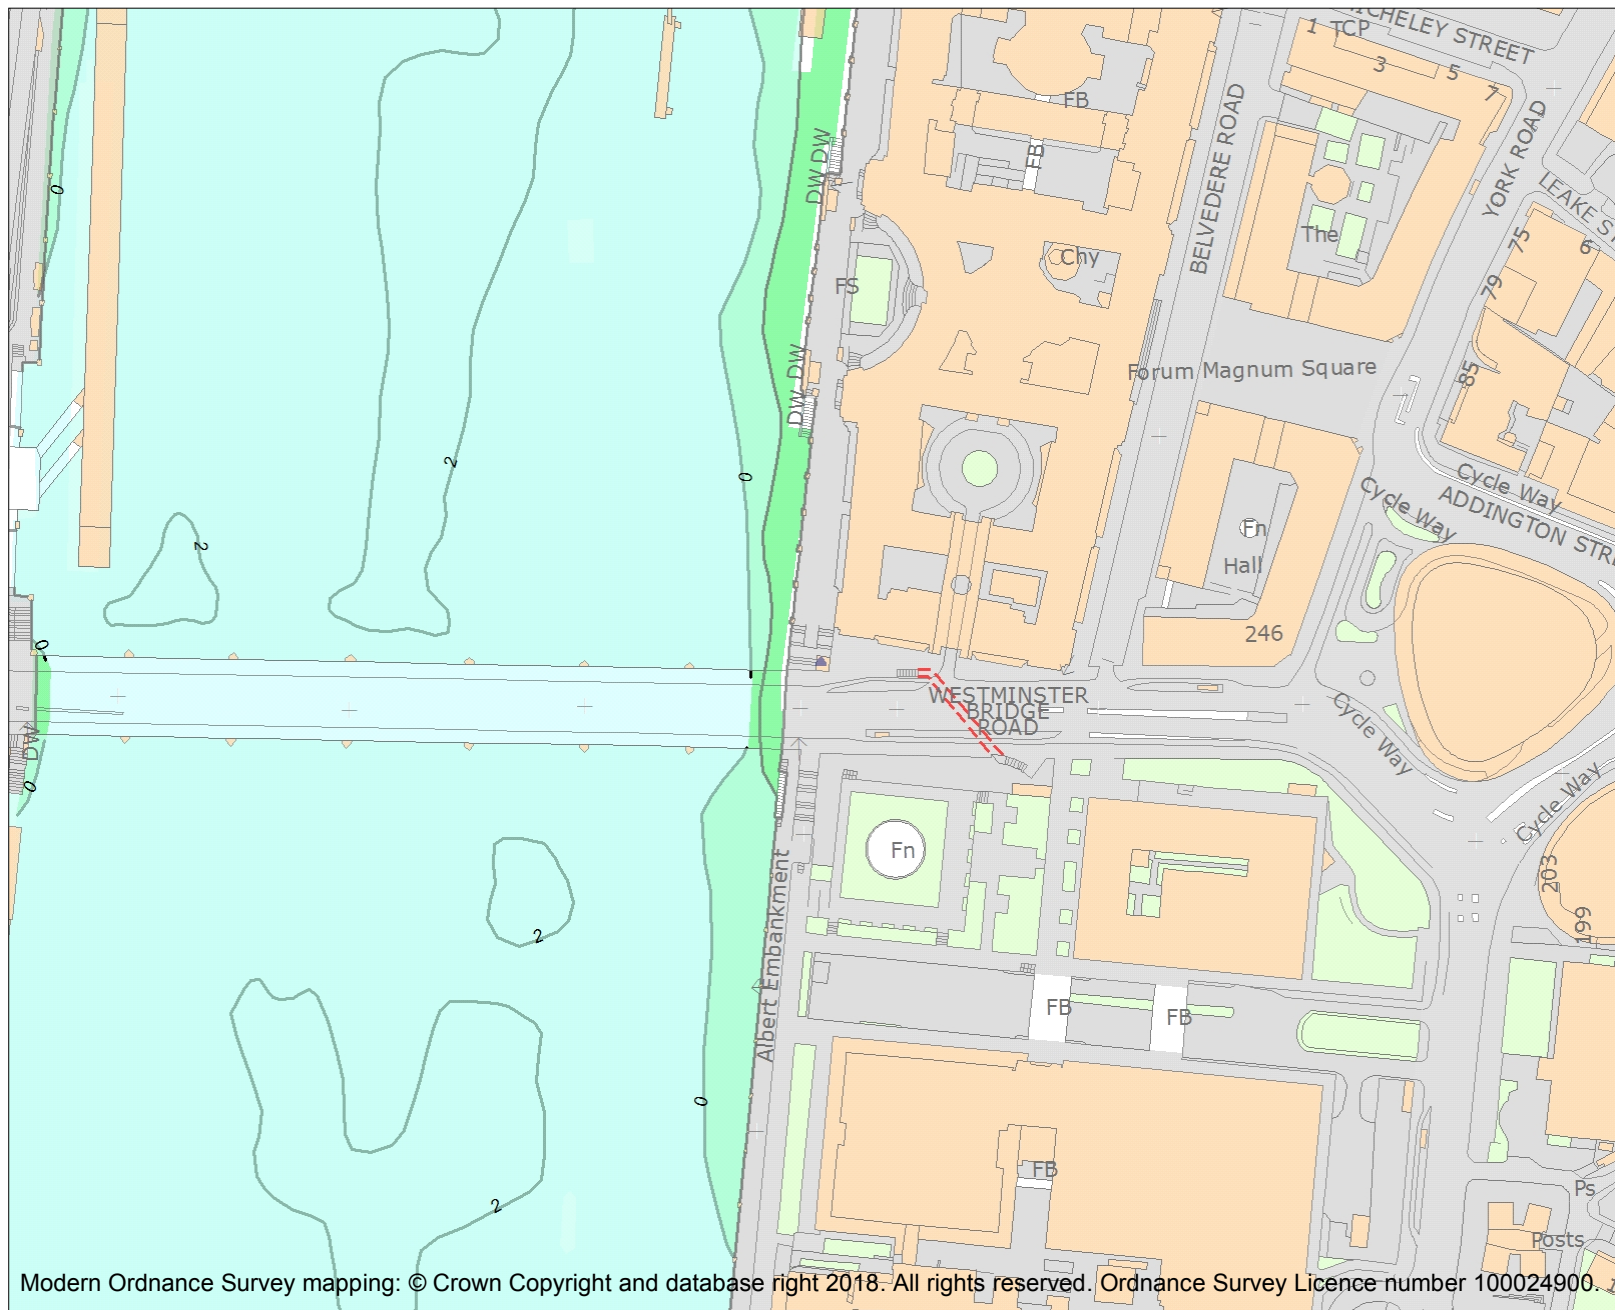 ICHELEY STREET
1
TCP
3
5
7
FB
BELVEDERE ROAD
YORK ROAD
DW DW
FB
0
LEAKE ST
The
75
6
Chy
FS
79
DW DW
Forum Magnum Square
85
2
0
Cycle Way
Cycle Way
ADDINGTON STRE
Fn
Hall
2
246
0
WESTMINSTER
BRIDGE
ROAD
Cycle Way
DW
0
Cycle Way
Fn
203
199
2
Albert Embankment
FB
FB
0
FB
Ps
2
Posts
Modern Ordnance Survey mapping: © Crown Copyright and database right 2018. All rights reserved. Ordnance Survey Licence number 100024900.